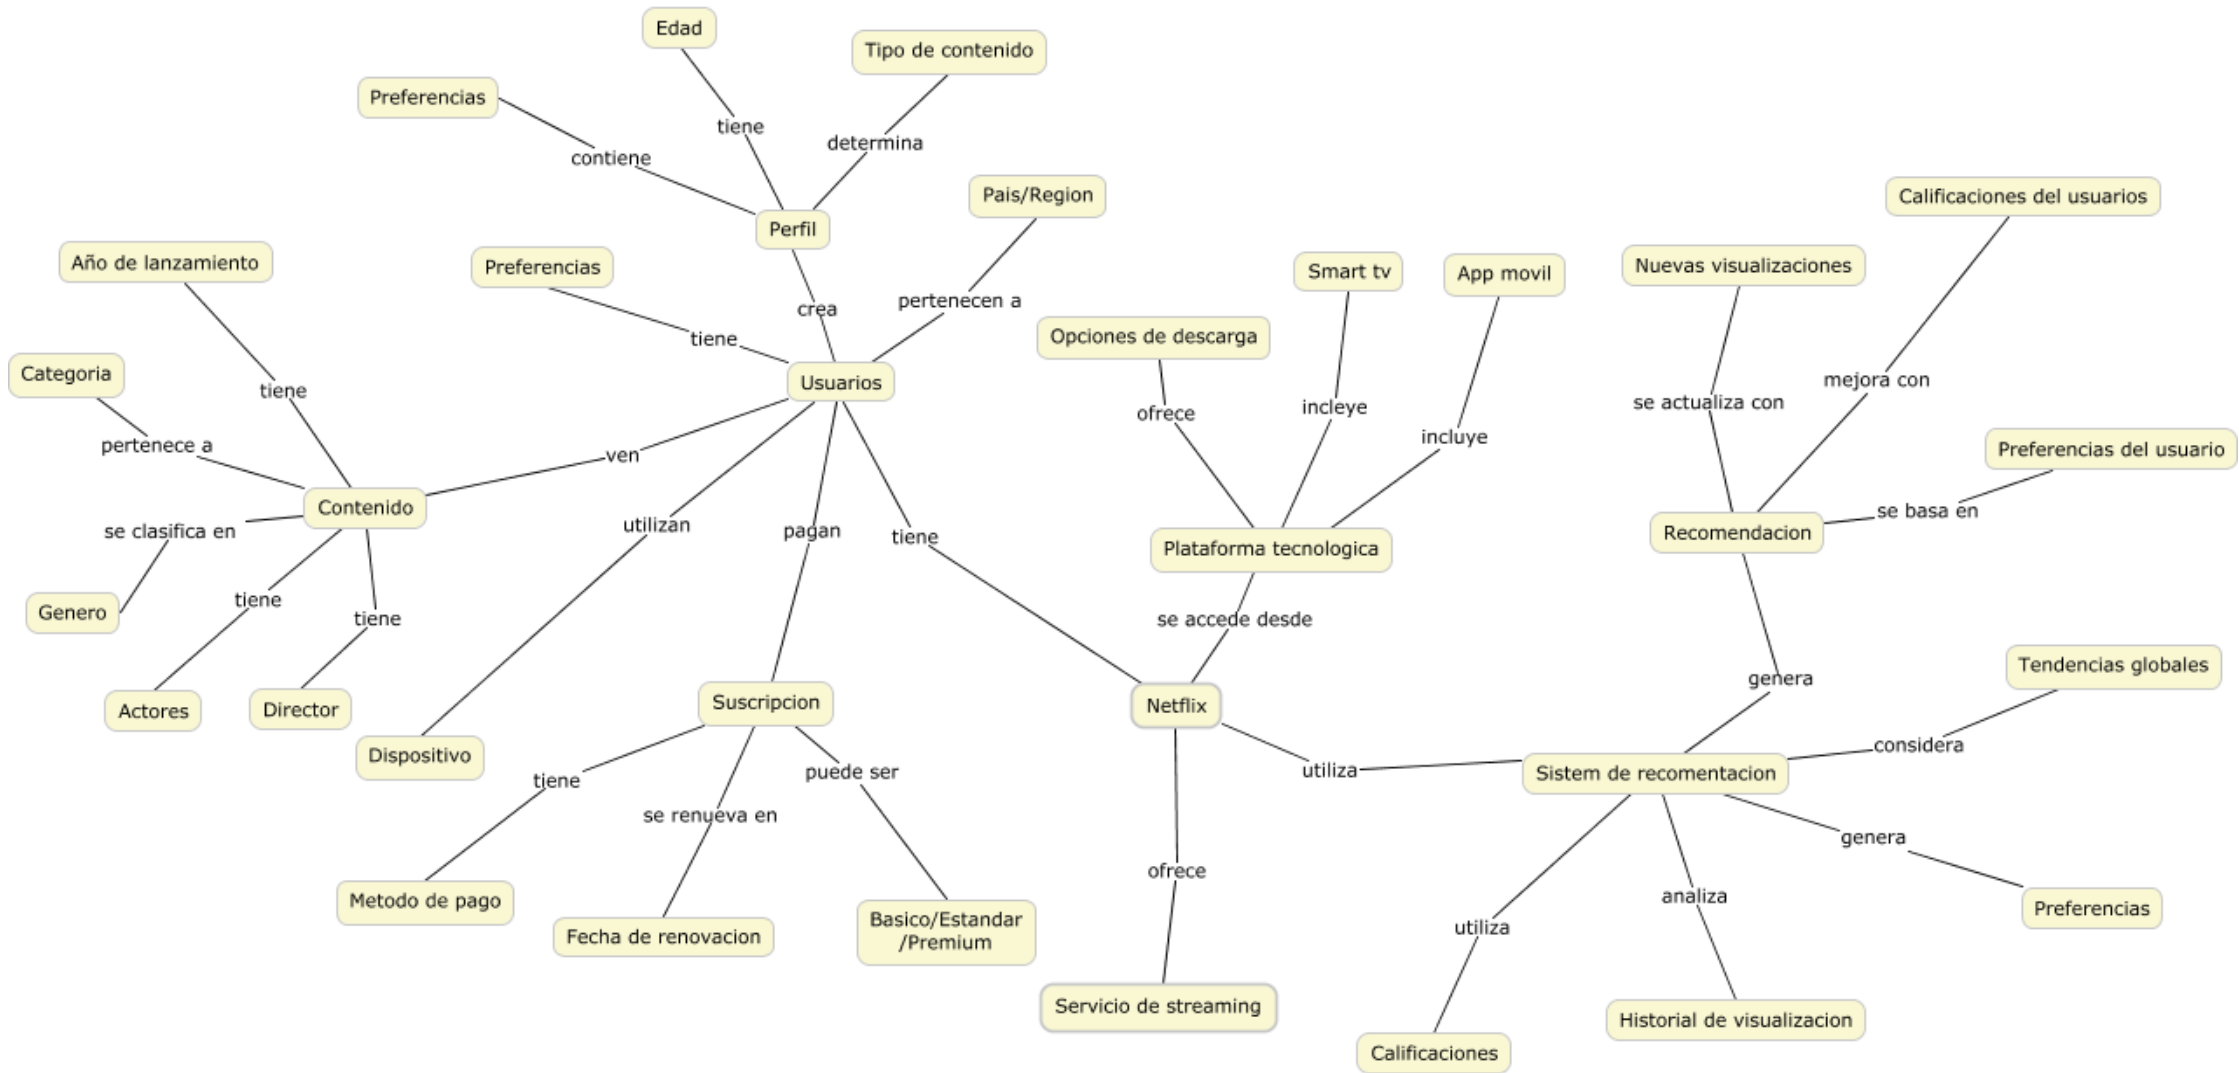 Edad
Tipo de contenido
Preferencias
tiene
determina
contiene
Pais/Region
Calificaciones del usuarios
Perfil
Año de lanzamiento
Preferencias
Smart tv
App movil
Nuevas visualizaciones
crea
pertenecen a
Opciones de descarga
tiene
Categoria
Usuarios
tiene
mejora con
se actualiza con
ofrece
incleye
incluye
pertenece a
ven
Preferencias del usuario
Contenido
se basa en
se clasifica en
utilizan
pagan
tiene
Plataforma tecnologica
Recomendacion
Genero
tiene
tiene
se accede desde
Tendencias globales
genera
Actores
Director
Suscripcion
Netflix
Dispositivo
considera
tiene
puede ser
utiliza
Sistem de recomentacion
se renueva en
genera
ofrece
analiza
Metodo de pago
Preferencias
Fecha de renovacion
Basico/Estandar
/Premium
utiliza
Servicio de streaming
Historial de visualizacion
Calificaciones